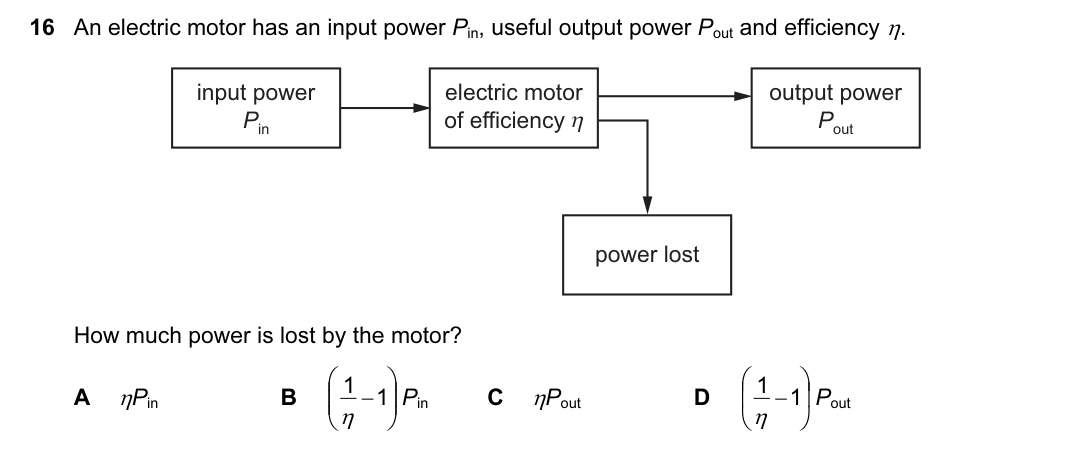 16 An electric motor has an input power Pin, useful output power Pout and efficiency η.
input power
Pin
electric motor
of efficiency η
output power
Pout
power lost
How much power is lost by the motor?
A ηPin B (1/η – 1) Pin C ηPout D (1/η – 1) Pout